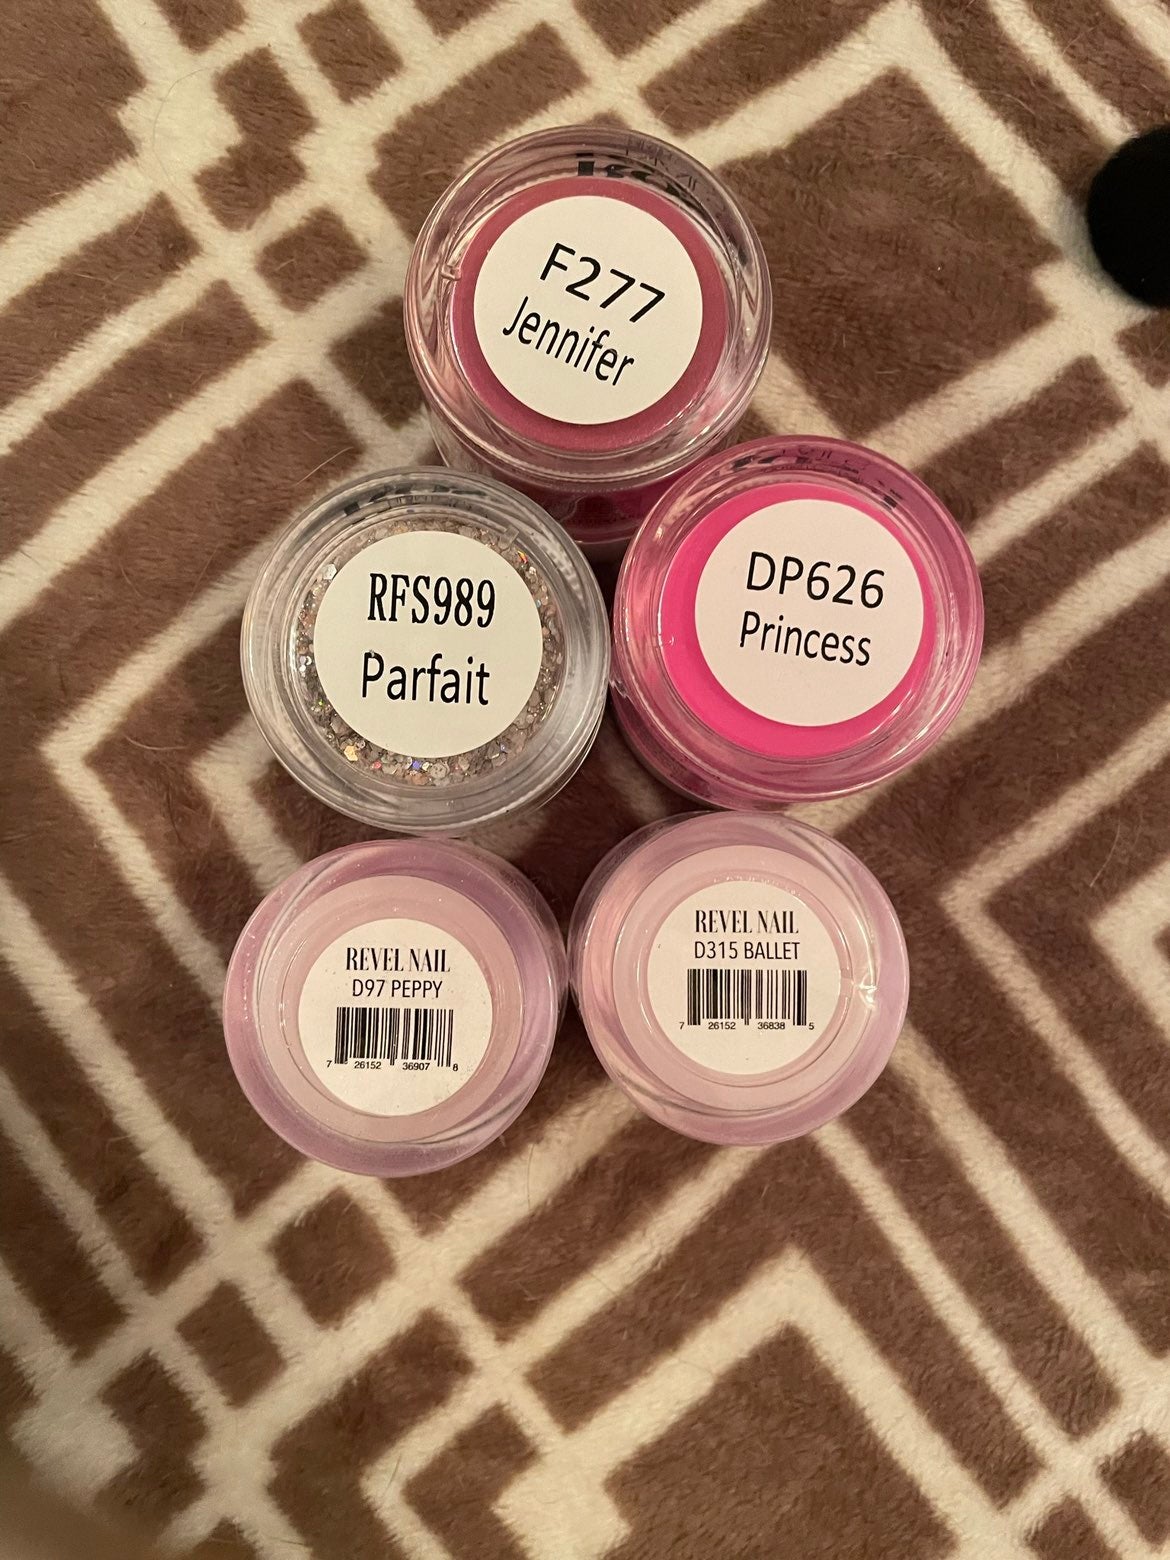 F277
Jennifer
RFS989
Parfait
DP626
Princess
REVEL NAIL
D97 PEPPY
7 26152 36907 8
REVEL NAIL
D315 BALLET
7 26152 36838 5